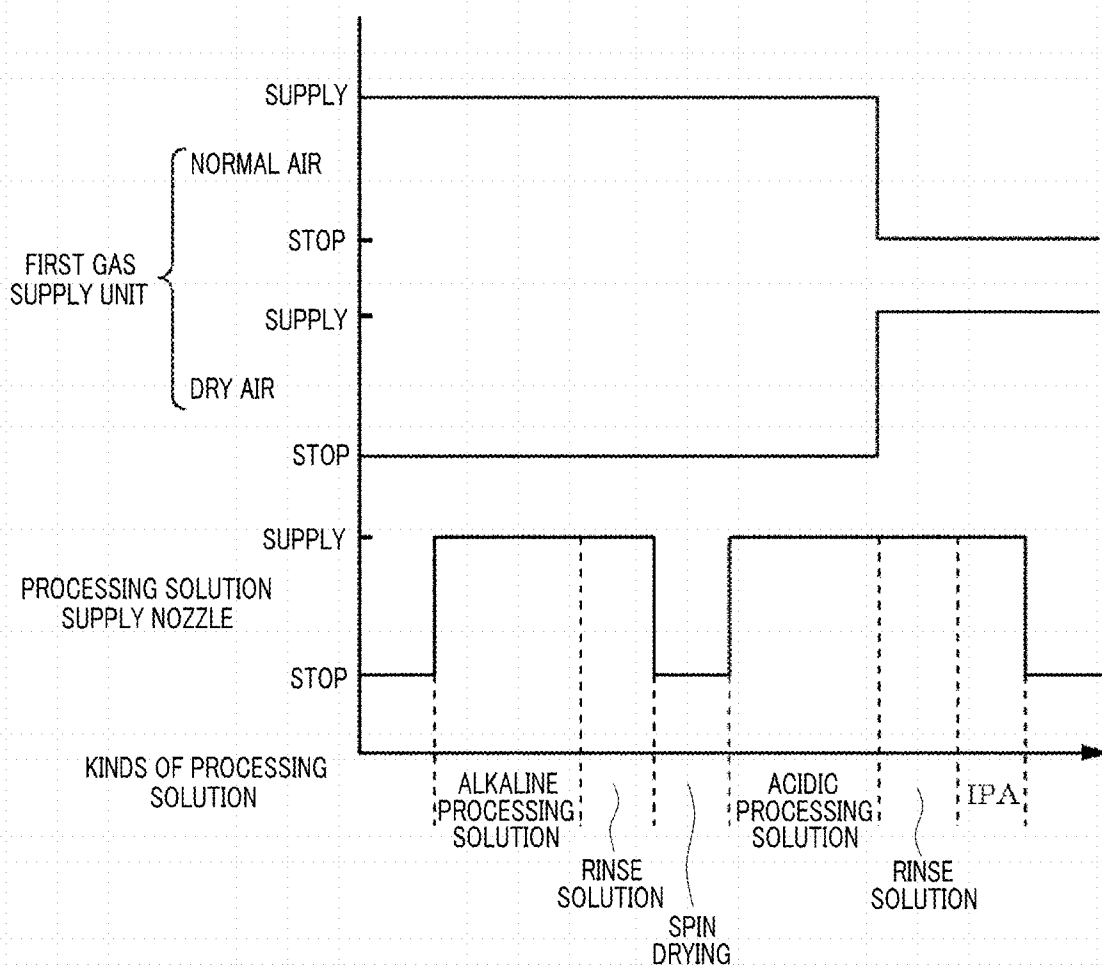 SUPPLY
NORMAL AIR
STOP
FIRST GAS
SUPPLY UNIT
SUPPLY
DRY AIR
STOP
SUPPLY
PROCESSING SOLUTION
SUPPLY NOZZLE
STOP
KINDS OF PROCESSING
SOLUTION
ALKALINE
PROCESSING
SOLUTION
RINSE
SOLUTION
SPIN
DRYING
ACIDIC
PROCESSING
SOLUTION
RINSE
SOLUTION
IPA